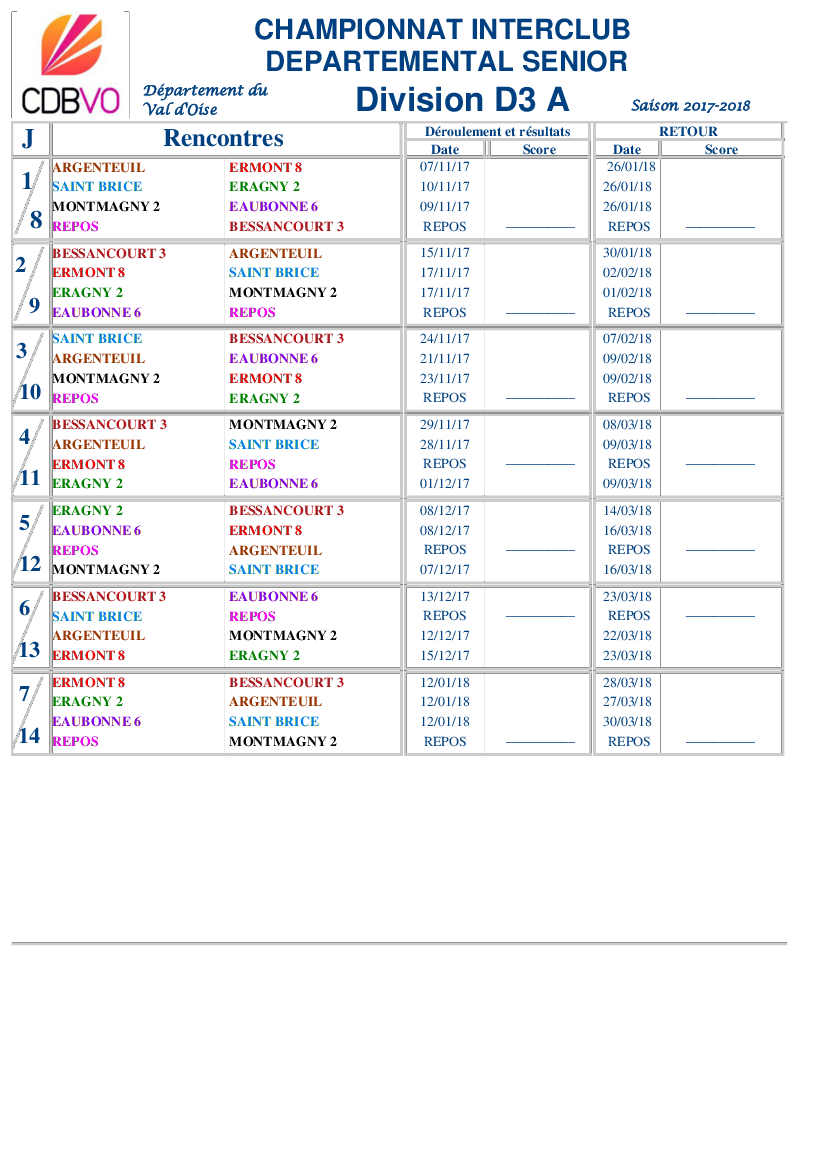 CHAMPIONNAT INTERCLUB
DEPARTEMENTAL SENIOR
CDBVO
Département du
Val d'Oise
Division D3 A
Saison 2017-2018
J Rencontres Déroulement et résultats RETOUR
Date Score Date Score
1/8
ARGENTEUIL ERMONT 8 07/11/17 26/01/18
SAINT BRICE ERAGNY 2 10/11/17 26/01/18
MONTMAGNY 2 EAUBONNE 6 09/11/17 26/01/18
REPOS BESSANCOURT 3 REPOS REPOS
2/9
BESSANCOURT 3 ARGENTEUIL 15/11/17 30/01/18
ERMONT 8 SAINT BRICE 17/11/17 02/02/18
ERAGNY 2 MONTMAGNY 2 17/11/17 01/02/18
EAUBONNE 6 REPOS REPOS REPOS
3/10
SAINT BRICE BESSANCOURT 3 24/11/17 07/02/18
ARGENTEUIL EAUBONNE 6 21/11/17 09/02/18
MONTMAGNY 2 ERMONT 8 23/11/17 09/02/18
REPOS ERAGNY 2 REPOS REPOS
4/11
BESSANCOURT 3 MONTMAGNY 2 29/11/17 08/03/18
ARGENTEUIL SAINT BRICE 28/11/17 09/03/18
ERMONT 8 REPOS REPOS REPOS
ERAGNY 2 EAUBONNE 6 01/12/17 09/03/18
5/12
ERAGNY 2 BESSANCOURT 3 08/12/17 14/03/18
EAUBONNE 6 ERMONT 8 08/12/17 16/03/18
REPOS ARGENTEUIL REPOS REPOS
MONTMAGNY 2 SAINT BRICE 07/12/17 16/03/18
6/13
BESSANCOURT 3 EAUBONNE 6 13/12/17 23/03/18
SAINT BRICE REPOS REPOS REPOS
ARGENTEUIL MONTMAGNY 2 12/12/17 22/03/18
ERMONT 8 ERAGNY 2 15/12/17 23/03/18
7/14
ERMONT 8 BESSANCOURT 3 12/01/18 28/03/18
ERAGNY 2 ARGENTEUIL 12/01/18 27/03/18
EAUBONNE 6 SAINT BRICE 12/01/18 30/03/18
REPOS MONTMAGNY 2 REPOS REPOS